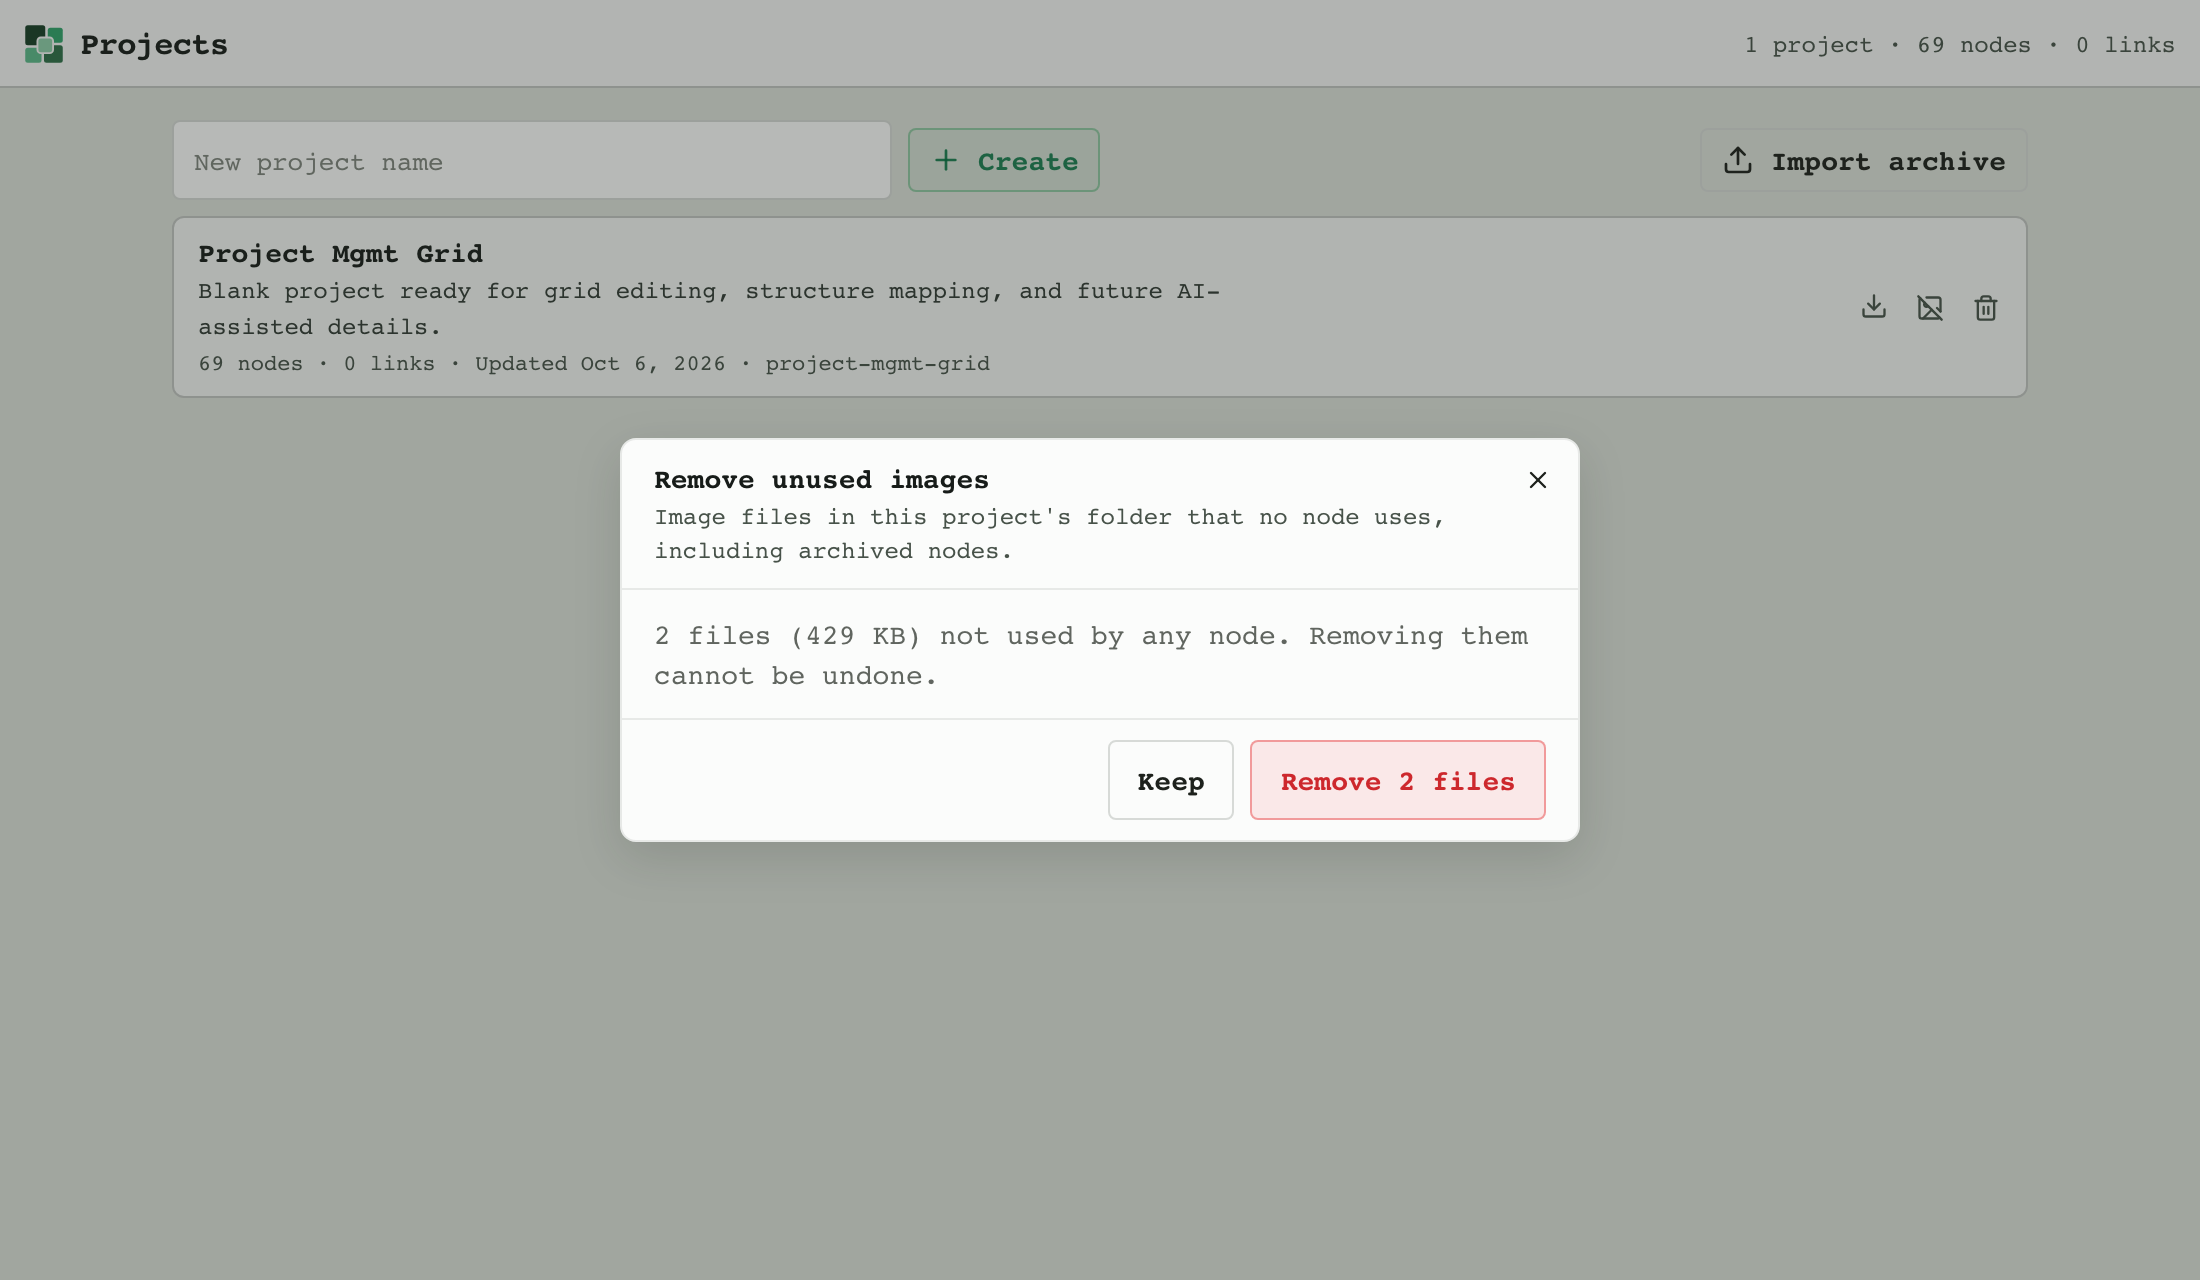 Projects
1 project · 69 nodes · 0 links
New project name
Create
Import archive
Project Mgmt Grid
Blank project ready for grid editing, structure mapping, and future AI-
assisted details.
69 nodes · 0 links · Updated Oct 6, 2026 · project-mgmt-grid
Remove unused images
Image files in this project's folder that no node uses,
including archived nodes.
2 files (429 KB) not used by any node. Removing them
cannot be undone.
Keep
Remove 2 files